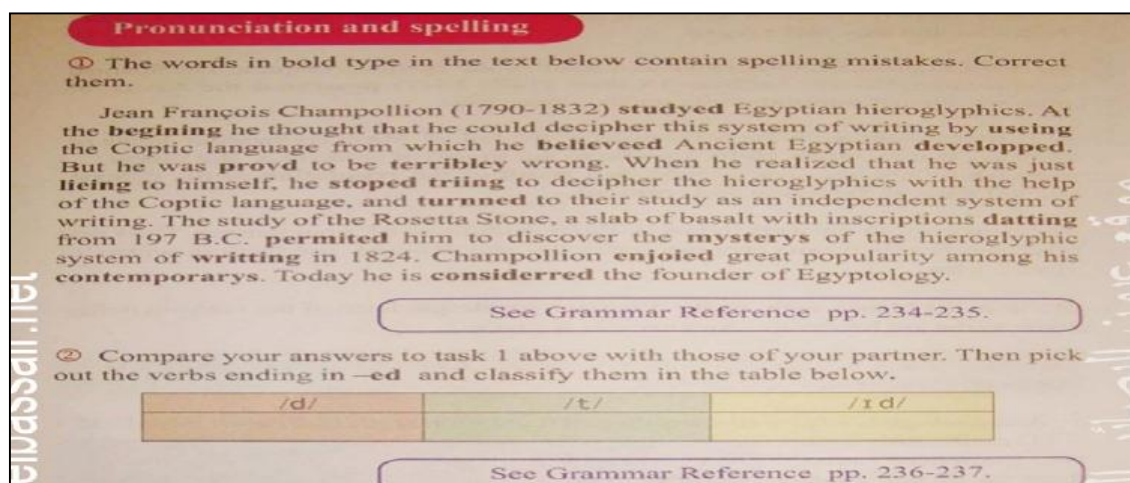 Pronunciation and spelling
① The words in bold type in the text below contain spelling mistakes. Correct
them.
Jean François Champollion (1790-1832) studyed Egyptian hieroglyphics. At
the begining he thought that he could decipher this system of writing by useing
the Coptic language from which he believeed Ancient Egyptian developped.
But he was provd to be terribley wrong. When he realized that he was just
lieing to himself, he stoped triing to decipher the hieroglyphics with the help
of the Coptic language, and turnned to their study as an independent system of
writing. The study of the Rosetta Stone, a slab of basalt with inscriptions datting
from 197 B.C. permited him to discover the mysterys of the hieroglyphic
system of writting in 1824. Champollion enjoied great popularity among his
contemporarys. Today he is considerred the founder of Egyptology.
See Grammar Reference pp. 234-235.
② Compare your answers to task 1 above with those of your partner. Then pick
out the verbs ending in –ed and classify them in the table below.
/d/ /t/ /ɪd/
See Grammar Reference pp. 236-237.
elbassair.net